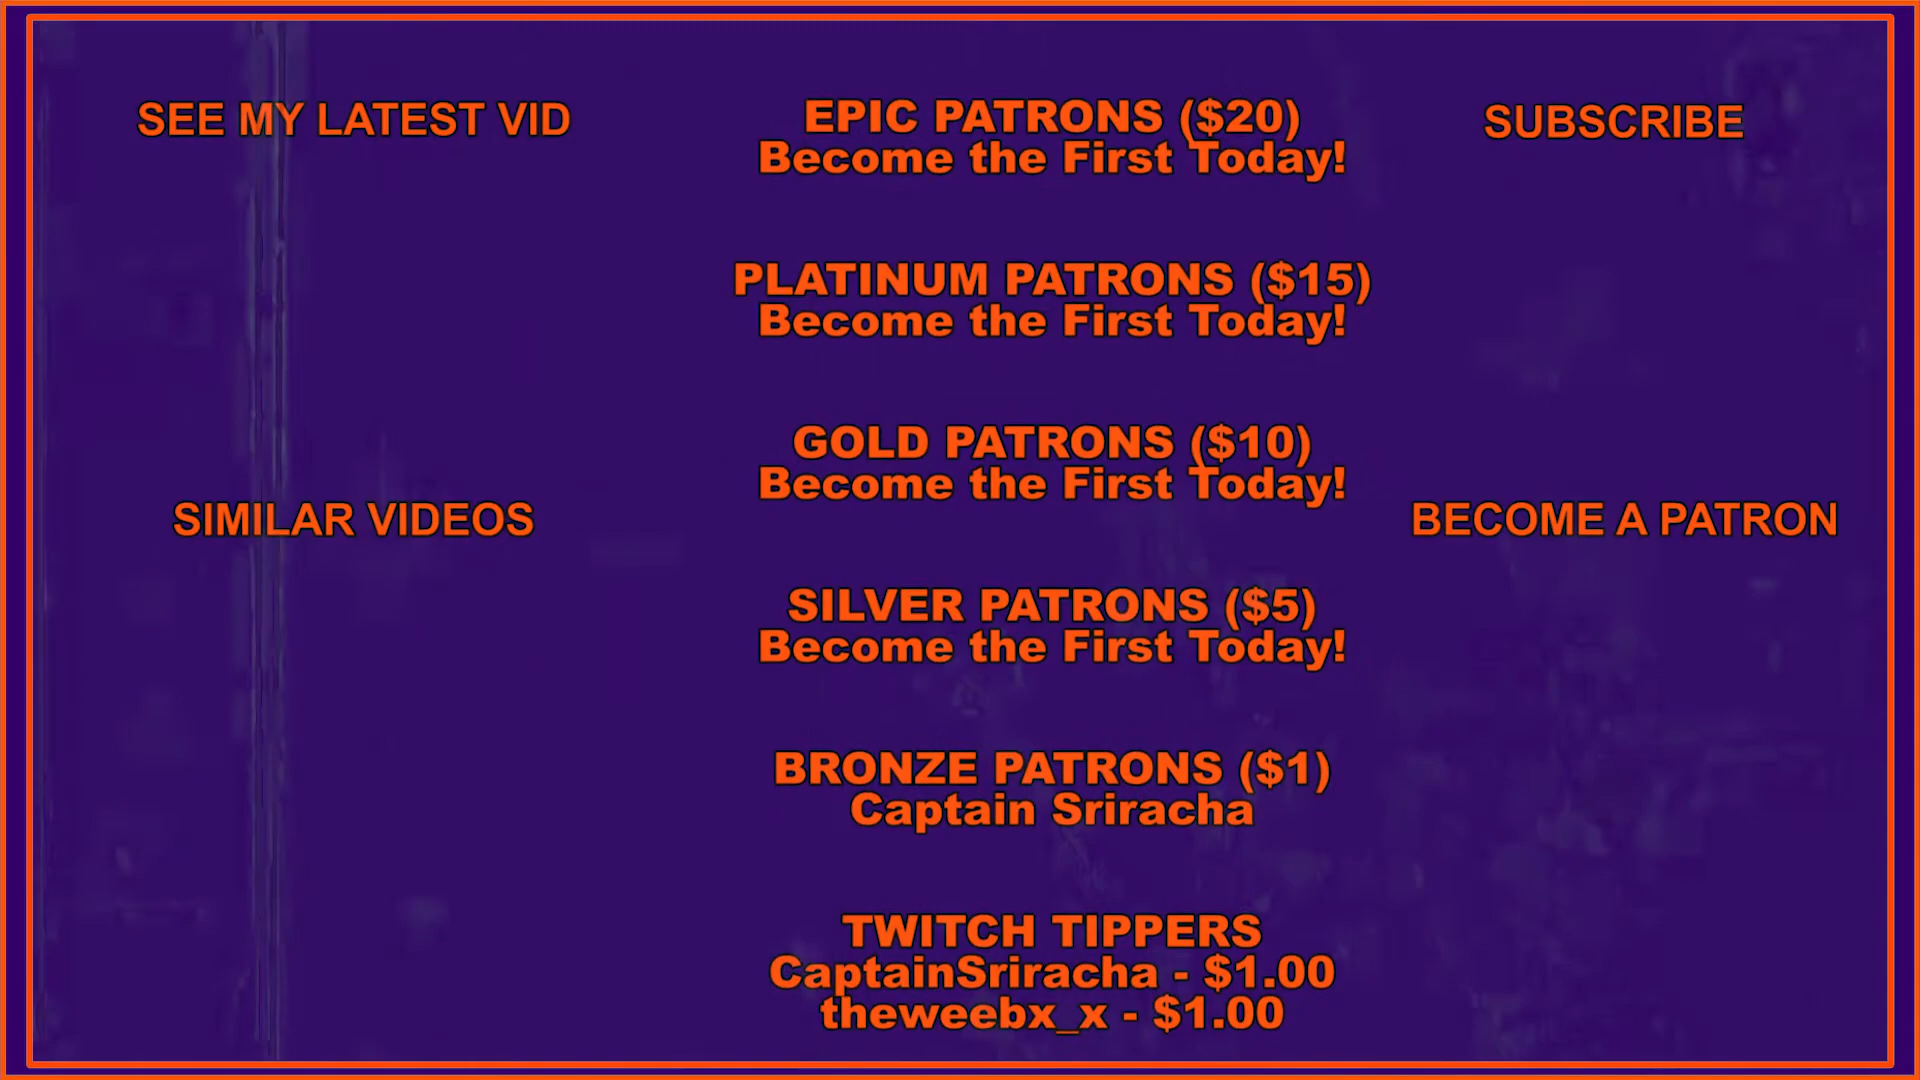 SEE MY LATEST VID
EPIC PATRONS ($20)
Become the First Today!
SUBSCRIBE
PLATINUM PATRONS ($15)
Become the First Today!
GOLD PATRONS ($10)
Become the First Today!
SIMILAR VIDEOS
BECOME A PATRON
SILVER PATRONS ($5)
Become the First Today!
BRONZE PATRONS ($1)
Captain Sriracha
TWITCH TIPPERS
CaptainSriracha - $1.00
theweebx_x - $1.00